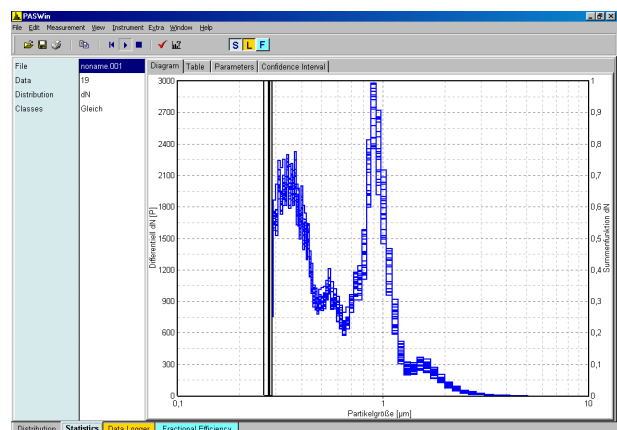 PASWin
File Edit Measurement View Instrument Extra Window Help
S L F
File noname.001
Data 19
Distribution dN
Classes Gleich
Diagram Table Parameters Confidence Interval
3000
2700
2400
2100
1800
1500
1200
900
600
300
0
Differentiell dN [P]
1
0,9
0,8
0,7
0,6
0,5
0,4
0,3
0,2
0,1
0
Summenfunktion dN
0,1 1 10
Partikelgröße [µm]
Distribution Statistics Data Logger Fractional Efficiency